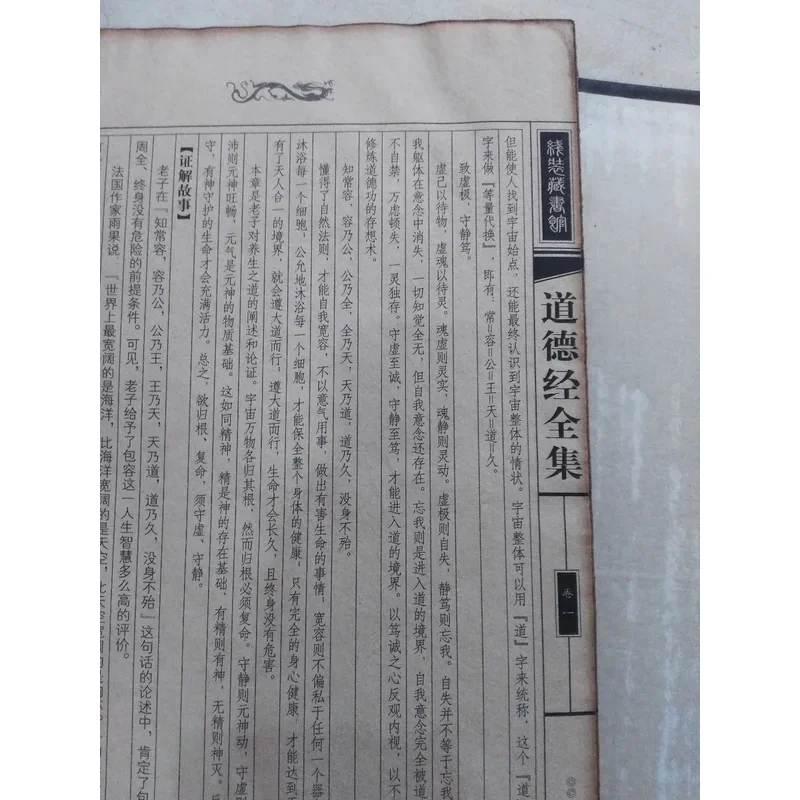 线装藏书馆
道德经全集
卷一
但能使人找到宇宙始点，还能最终认识到宇宙整体的情状。宇宙整体可以用『道』字来统称，这个『道
字来做『等量代换』，即有：常＝容＝公＝王＝天＝道＝久。
致虚极，守静笃。
虚己以待物，虚魂以待灵。魂虚则灵实，魂静则灵动。虚极则自失，静笃则忘我。自失并不等于忘我
我躯体在意念中消失，一切知觉全无，但自我意念还存在。忘我则是进入道的境界，自我意念完全被道
不自禁，万虑顿失，一灵独存。守虚至诚，守静至笃，才能进入道的境界。以笃诚之心反观内视，以不
修炼道德功的存想术。
知常容，容乃公，公乃全，全乃天，天乃道，道乃久，没身不殆。
懂得了自然法则，才能自我宽容，不以意气用事，做出有害生命的事情，宽容则不偏私于任何一个器
沐浴每一个细胞，公允地沐浴每一个细胞，才能保全整个身体的健康，只有完全的身心健康，才能达到
有了天人合一的境界，就会遵大道而行，遵大道而行，生命才会长久，且终身没有危害。
本章是老子对养生之道的阐述和论证。宇宙万物各归其根，然而归根必须复命。守静则元神动，守虚则
沛则元神旺畅，元气是元神的物质基础。这如同精神，精是神的存在基础，有精则有神，无精则神灭。
守，有神守护的生命才会充满活力。总之，欲归根、复命，须守虚、守静。
【证解故事】
老子在『知常容，容乃公，公乃王，王乃天，天乃道，道乃久，没身不殆』这句话的论述中，肯定了包
周全、终身没有危险的前提条件。可见，老子给予了包容这一人生智慧多么高的评价。
法国作家雨果说：『世界上最宽阔的是海洋，比海洋宽阔的是天空，比天空